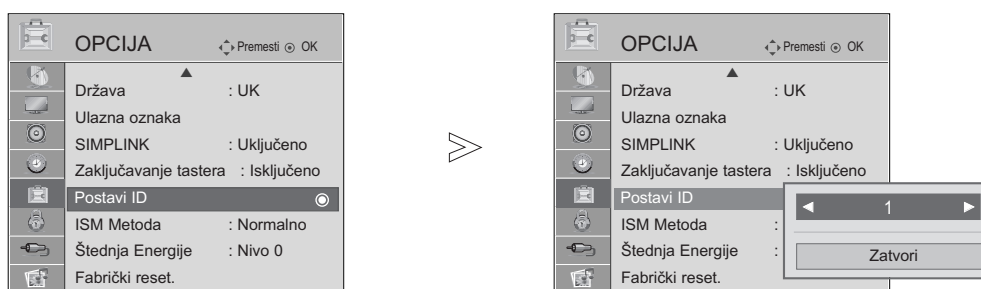 OPCIJA Premesti OK
Država : UK
Ulazna oznaka
SIMPLINK : Uključeno
Zaključavanje tastera : Isključeno
Postavi ID
ISM Metoda : Normalno
Štednja Energije : Nivo 0
Fabrički reset.
OPCIJA Premesti OK
Država : UK
Ulazna oznaka
SIMPLINK : Uključeno
Zaključavanje tastera : Isključeno
Postavi ID
ISM Metoda :
Štednja Energije :
Fabrički reset.
1
Zatvori